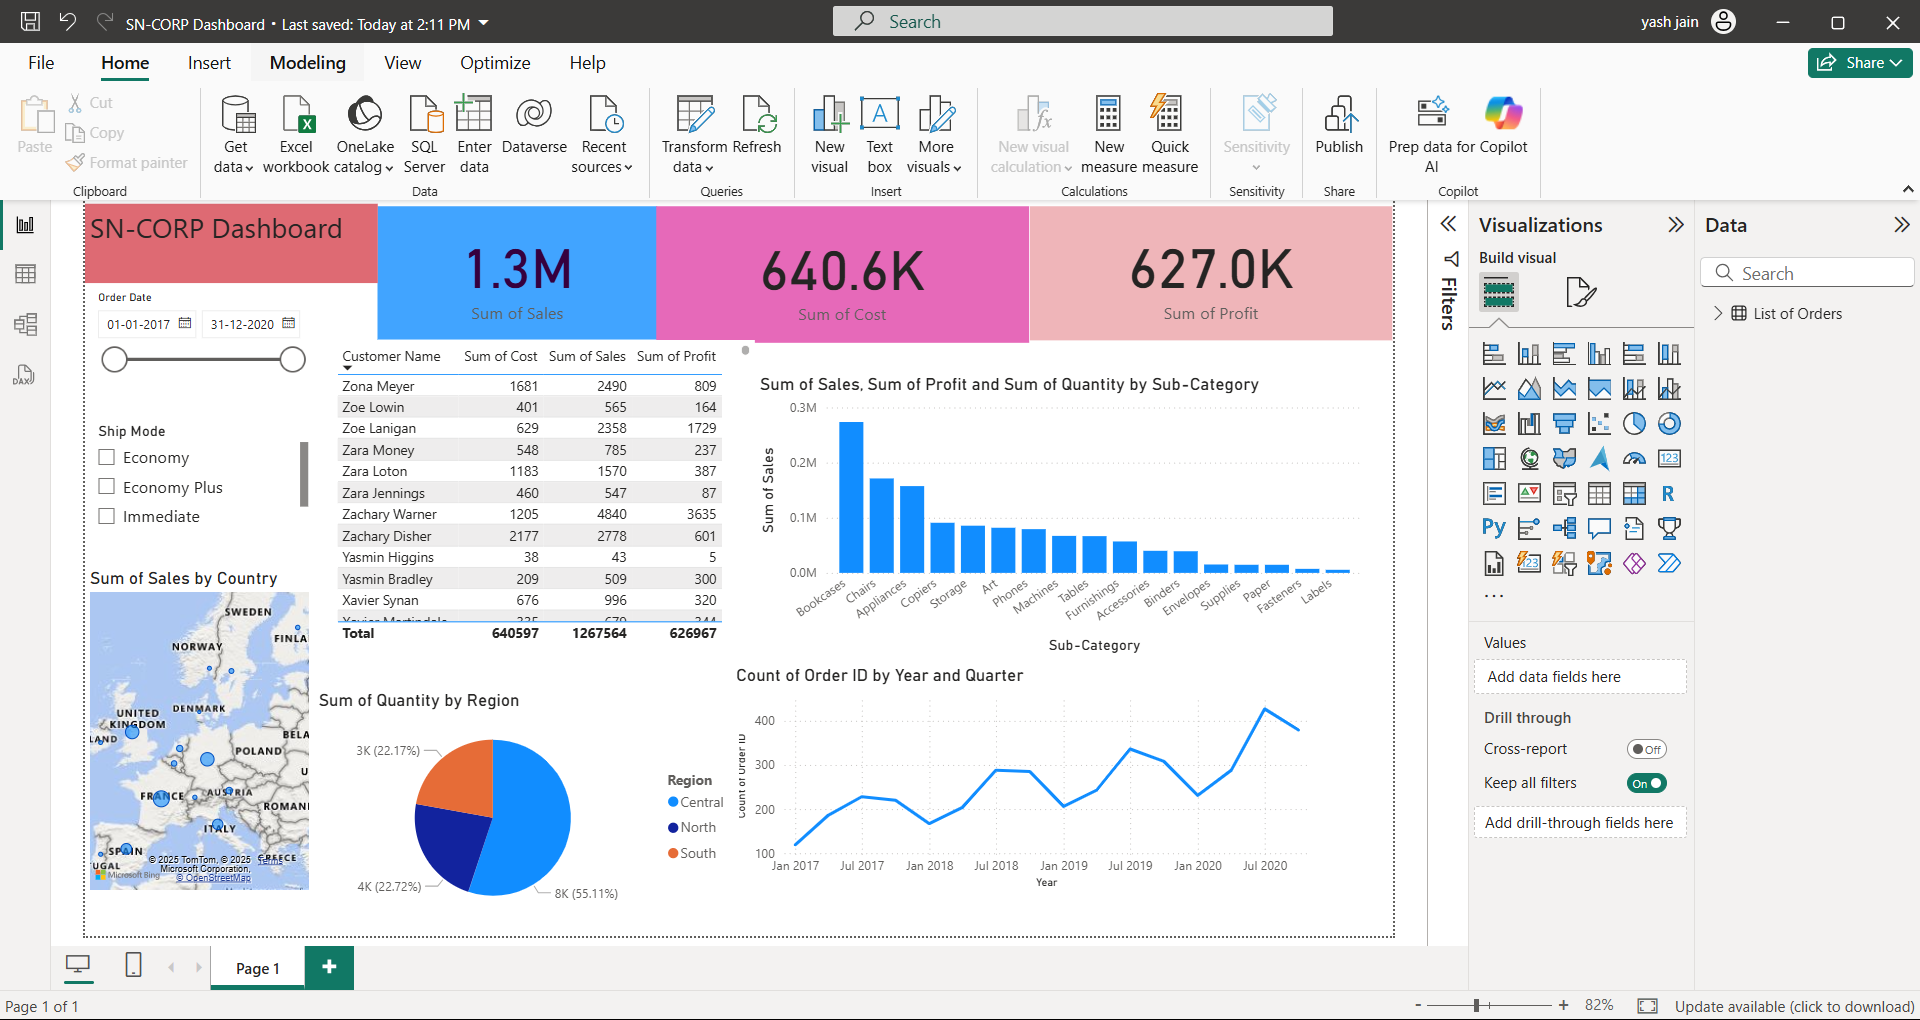 SN-CORP Dashboard • Last saved: Today at 2:11 PM
Search
yash jain
File
Home
Insert
Modeling
View
Optimize
Help
Share
Paste
Cut
Copy
Format painter
Clipboard
Get data
Excel workbook
OneLake catalog
SQL Server
Enter data
Dataverse
Recent sources
Data
Transform data
Refresh
Queries
New visual
Text box
More visuals
Insert
New visual calculation
New measure
Quick measure
Calculations
Sensitivity
Sensitivity
Publish
Share
Prep data for AI
Copilot
Copilot
SN-CORP Dashboard
1.3M
Sum of Sales
640.6K
Sum of Cost
627.0K
Sum of Profit
Order Date
01-01-2017
31-12-2020
Ship Mode
Economy
Economy Plus
Immediate
Customer Name Sum of Cost Sum of Sales Sum of Profit
Zona Meyer 1681 2490 809
Zoe Lowin 401 565 164
Zoe Lanigan 629 2358 1729
Zara Money 548 785 237
Zara Loton 1183 1570 387
Zara Jennings 460 547 87
Zachary Warner 1205 4840 3635
Zachary Disher 2177 2778 601
Yasmin Higgins 38 43 5
Yasmin Bradley 209 509 300
Xavier Synan 676 996 320
Total 640597 1267564 626967
Sum of Sales, Sum of Profit and Sum of Quantity by Sub-Category
Sum of Sales
0.3M
0.2M
0.1M
0.0M
Bookcases
Chairs
Appliances
Copiers
Storage
Art
Phones
Machines
Tables
Furnishings
Accessories
Binders
Envelopes
Supplies
Paper
Fasteners
Labels
Sub-Category
Sum of Sales by Country
SWEDEN
FINLA
NORWAY
UNITED KINGDOM
DENMARK
LAND
BELA
POLAND
U
FRANCE
AUSTRIA
ROMANI
ITALY
SPAIN
UGAL
GREECE
© 2025 TomTom, © 2025
Microsoft Corporation,
© OpenStreetMap
Terms
Microsoft Bing
Sum of Quantity by Region
3K (22.17%)
4K (22.72%)
8K (55.11%)
Region
Central
North
South
Count of Order ID by Year and Quarter
Count of Order ID
400
300
200
100
Jan 2017
Jul 2017
Jan 2018
Jul 2018
Jan 2019
Jul 2019
Jan 2020
Jul 2020
Year
Filters
Visualizations
Build visual
123
R
Py
123
...
Values
Add data fields here
Drill through
Cross-report
Off
Keep all filters
On
Add drill-through fields here
Data
Search
List of Orders
DAX
Page 1
Page 1 of 1
- + 82%
Update available (click to download)